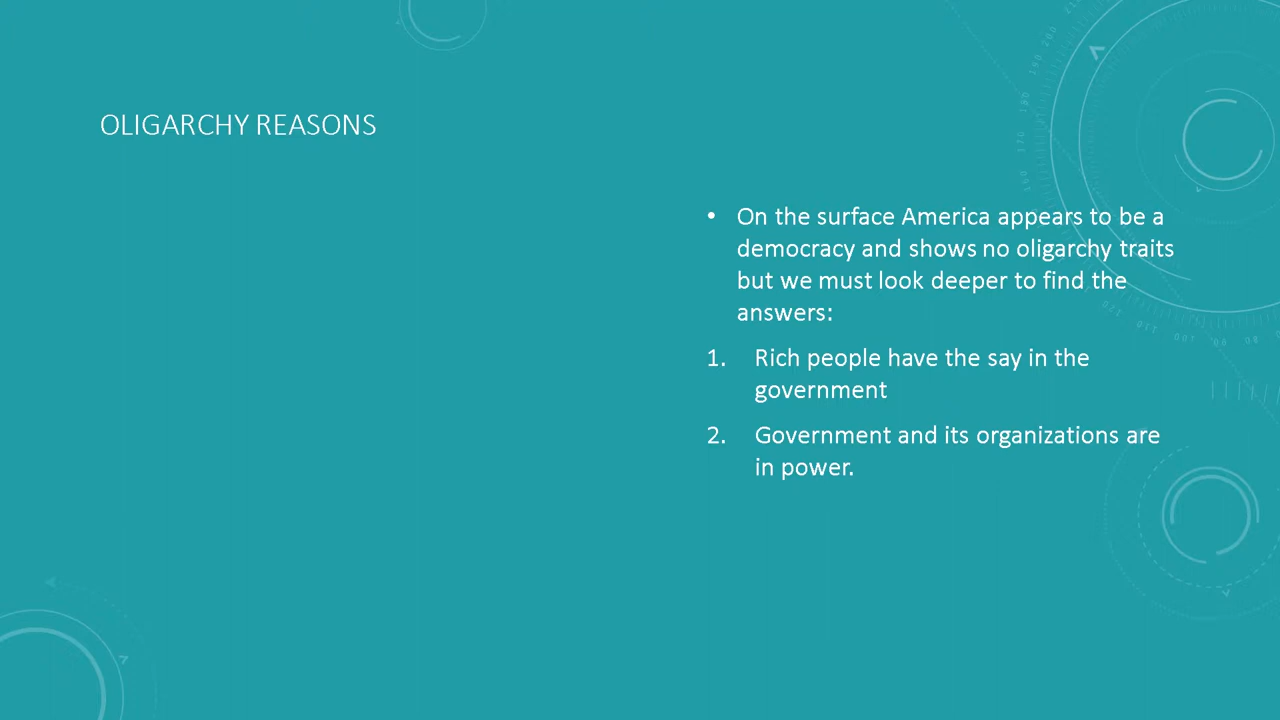 OLIGARCHY REASONS
• On the surface America appears to be a
democracy and shows no oligarchy traits
but we must look deeper to find the
answers:
1. Rich people have the say in the
government
2. Government and its organizations are
in power.